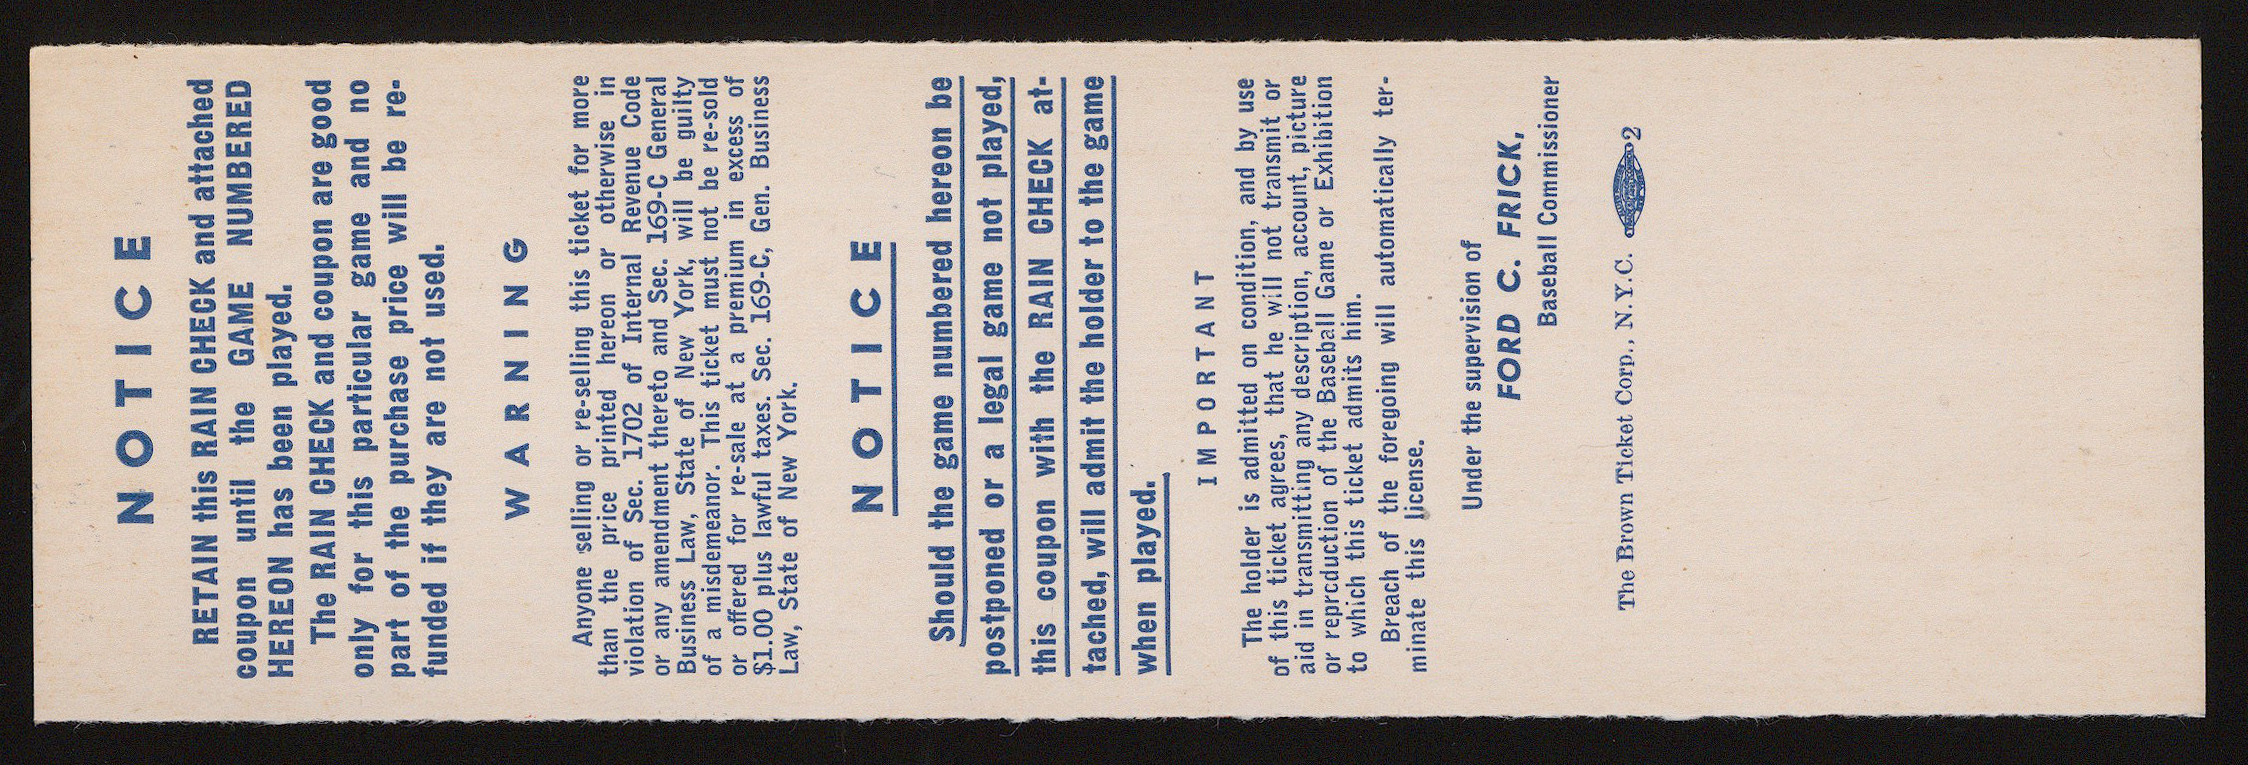 NOTICE
RETAIN this RAIN CHECK and attached
coupon until the GAME NUMBERED
HEREON has been played.
The RAIN CHECK and coupon are good
only for this particular game and no
part of the purchase price will be re-
funded if they are not used.
WARNING
Anyone selling or re-selling this ticket for more
than the price printed hereon or otherwise in
violation of Sec. 1702 of Internal Revenue Code
or any amendment thereto and Sec. 169-C General
Business Law, State of New York, will be guilty
of a misdemeanor. This ticket must not be re-sold
or offered for re-sale at a premium in excess of
$1.00 plus lawful taxes. Sec. 169-C, Gen. Business
Law, State of New York.
NOTICE
Should the game numbered hereon be
postponed or a legal game not played,
this coupon with the RAIN CHECK at-
tached, will admit the holder to the game
when played.
IMPORTANT
The holder is admitted on condition, and by use
of this ticket agrees, that he will not transmit or
aid in transmitting any description, account, picture
or reproduction of the Baseball Game or Exhibition
to which this ticket admits him.
Breach of the foregoing will automatically ter-
minate this license.
Under the supervision of
FORD C. FRICK,
Baseball Commissioner
The Brown Ticket Corp., N.Y.C. 2